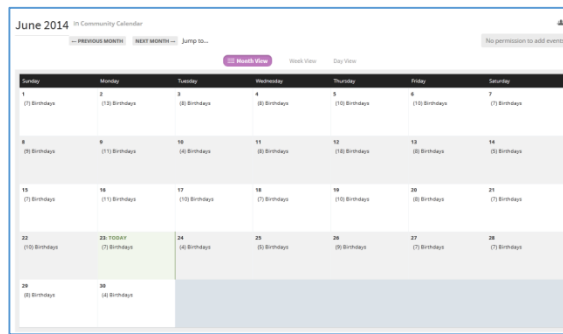 June 2014 in Community Calendar
← PREVIOUS MONTH NEXT MONTH → Jump to...
No permission to add events
Month View Week View Day View
Sunday Monday Tuesday Wednesday Thursday Friday Saturday
1 2 3 4 5 6 7
(7) Birthdays (13) Birthdays (8) Birthdays (8) Birthdays (10) Birthdays (10) Birthdays (7) Birthdays
8 9 10 11 12 13 14
(9) Birthdays (11) Birthdays (4) Birthdays (8) Birthdays (18) Birthdays (8) Birthdays (5) Birthdays
15 16 17 18 19 20 21
(7) Birthdays (11) Birthdays (10) Birthdays (7) Birthdays (10) Birthdays (8) Birthdays (7) Birthdays
22 23: TODAY 24 25 26 27 28
(10) Birthdays (7) Birthdays (4) Birthdays Birthdays (9) Birthdays (7) Birthdays (7) Birthdays
29 30
(8) Birthdays (4) Birthdays